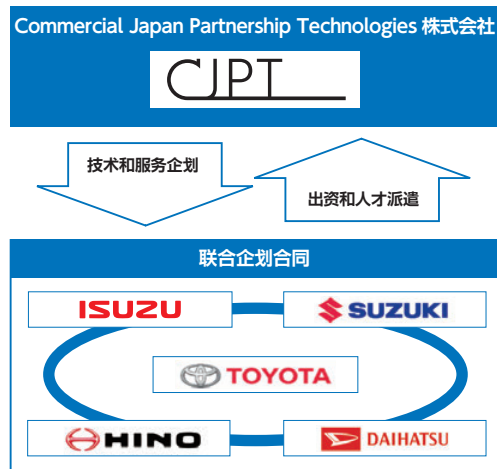 Commercial Japan Partnership Technologies 株式会社
CJPT
技术和服务企划
出资和人才派遣
联合企划合同
ISUZU
SUZUKI
TOYOTA
HINO
DAIHATSU